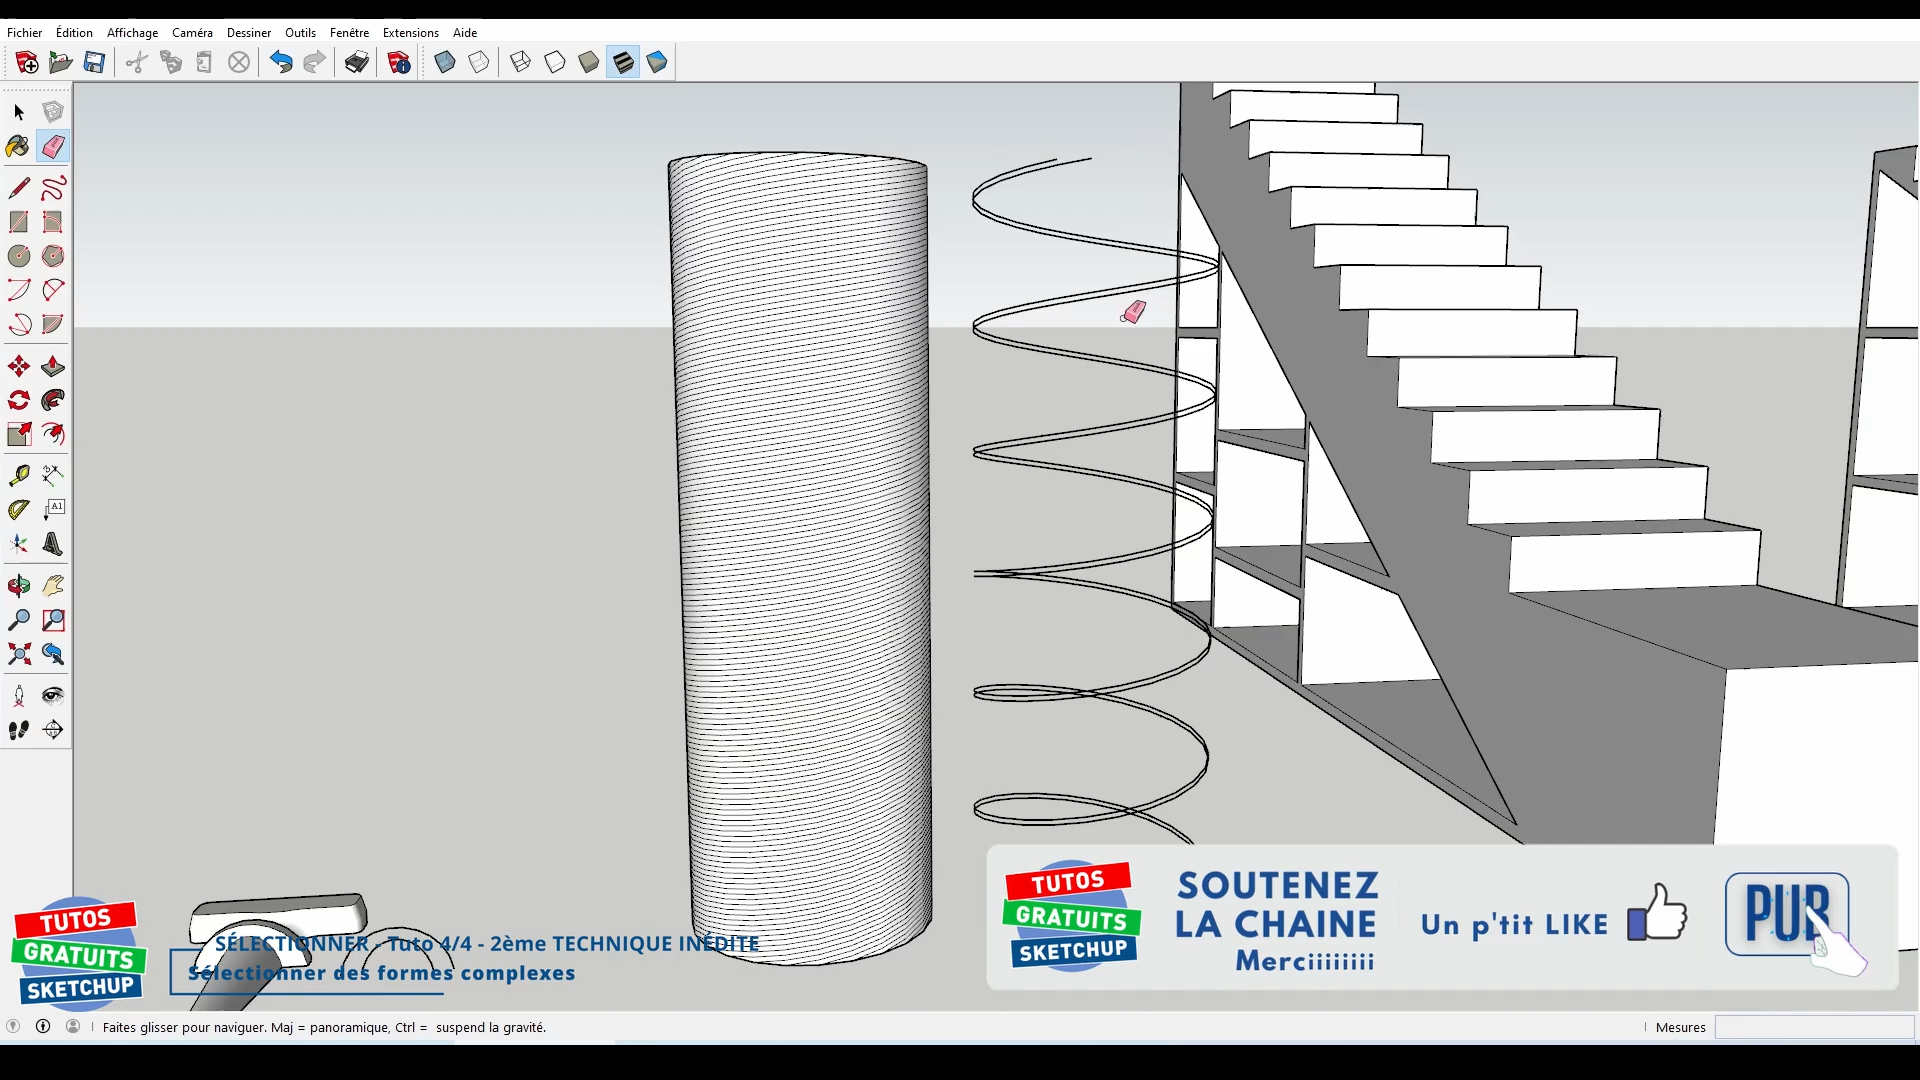 Fichier Édition Affichage Caméra Dessiner Outils Fenêtre Extensions Aide
A1
TUTOS
GRATUITS
SKETCHUP
SÉLECTIONNER - Tuto 4/4 - 2ème TECHNIQUE INÉDITE
Sélectionner des formes complexes
TUTOS
GRATUITS
SKETCHUP
SOUTENEZ
LA CHAINE
Merciiiiiiii
Un p'tit LIKE
PUB
Faites glisser pour naviguer. Maj = panoramique, Ctrl = suspend la gravité.
Mesures